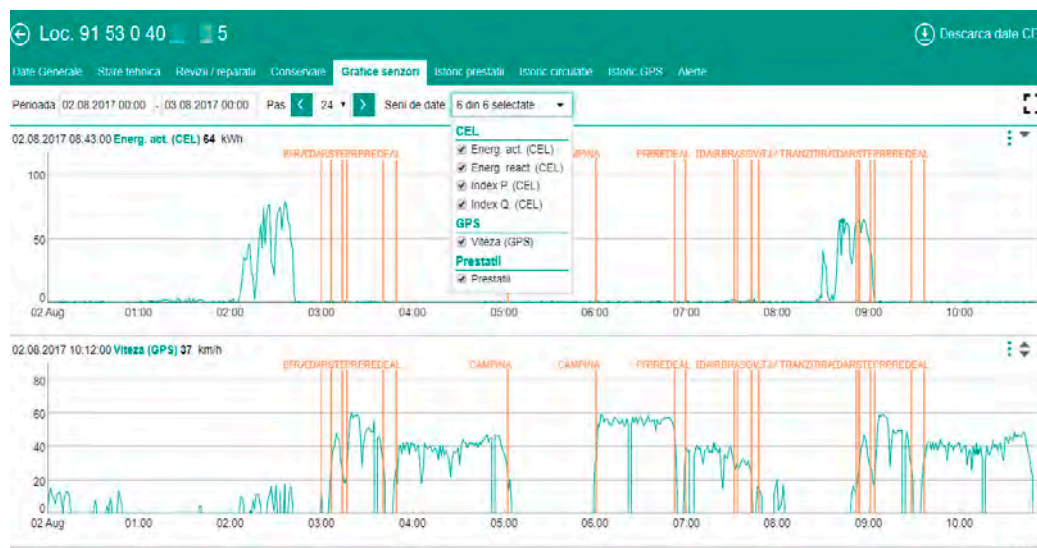 Loc. 91 53 0 40 5
Descarca date C
Date Generale Stare tehnica Revizii / reparatii Conservare Grafice senzori Istoric prestatii Istoric circulatie Istoric GPS Alerte
Perioada 02.08.2017 00:00 - 03.08.2017 00:00 Pas 24 Serii de date 6 din 6 selectate
CEL
Energ. act. (CEL)
Energ. react. (CEL)
Index P. (CEL)
Index Q. (CEL)
GPS
Viteza (GPS)
Prestatii
Prestatii
02.08.2017 08:43:00 Energ. act. (CEL) 64 kWh
100
50
0
02 Aug 01:00 02:00 03:00 04:00 05:00 06:00 07:00 08:00 09:00 10:00
02.08.2017 10:12:00 Viteza (GPS) 37 km/h
CAMPINA CAMPINA
80
60
40
20
0
02 Aug 01:00 02:00 03:00 04:00 05:00 06:00 07:00 08:00 09:00 10:00